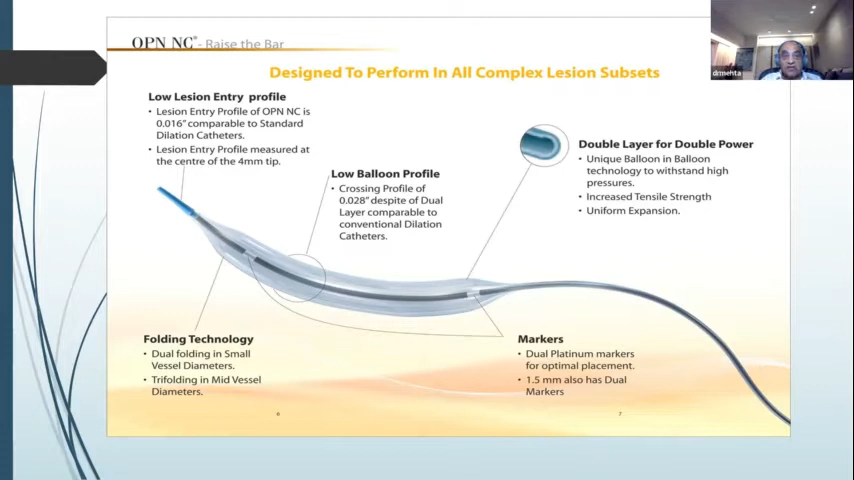 OPN NC® - Raise the Bar
drmehta
Designed To Perform In All Complex Lesion Subsets
Low Lesion Entry profile
• Lesion Entry Profile of OPN NC is
0.016” comparable to Standard
Dilation Catheters.
• Lesion Entry Profile measured at
the centre of the 4mm tip.
Low Balloon Profile
• Crossing Profile of
0.028” despite of Dual
Layer comparable to
conventional Dilation
Catheters.
Double Layer for Double Power
• Unique Balloon in Balloon
technology to withstand high
pressures.
• Increased Tensile Strength
• Uniform Expansion.
Folding Technology
• Dual folding in Small
Vessel Diameters.
• Trifolding in Mid Vessel
Diameters.
Markers
• Dual Platinum markers
for optimal placement.
• 1.5 mm also has Dual
Markers
7